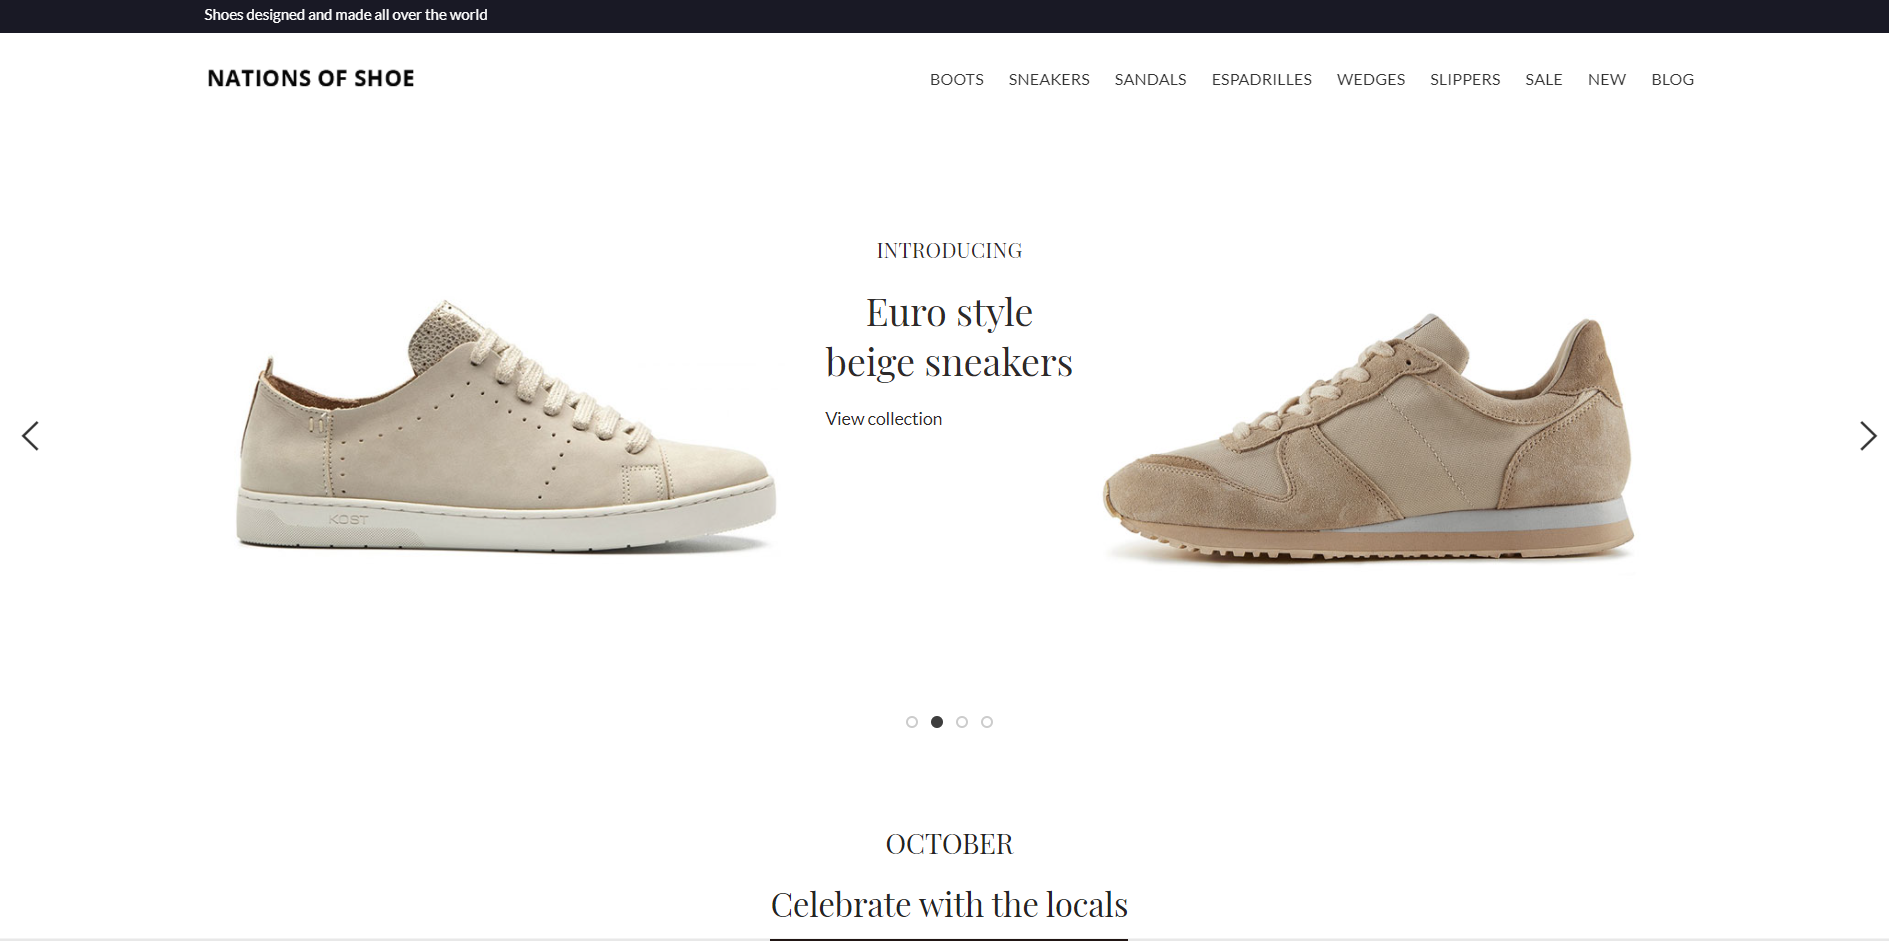 Shoes designed and made all over the world
NATIONS OF SHOE
BOOTS SNEAKERS SANDALS ESPADRILLES WEDGES SLIPPERS SALE NEW BLOG
INTRODUCING
Euro style
beige sneakers
View collection
KOST
OCTOBER
Celebrate with the locals